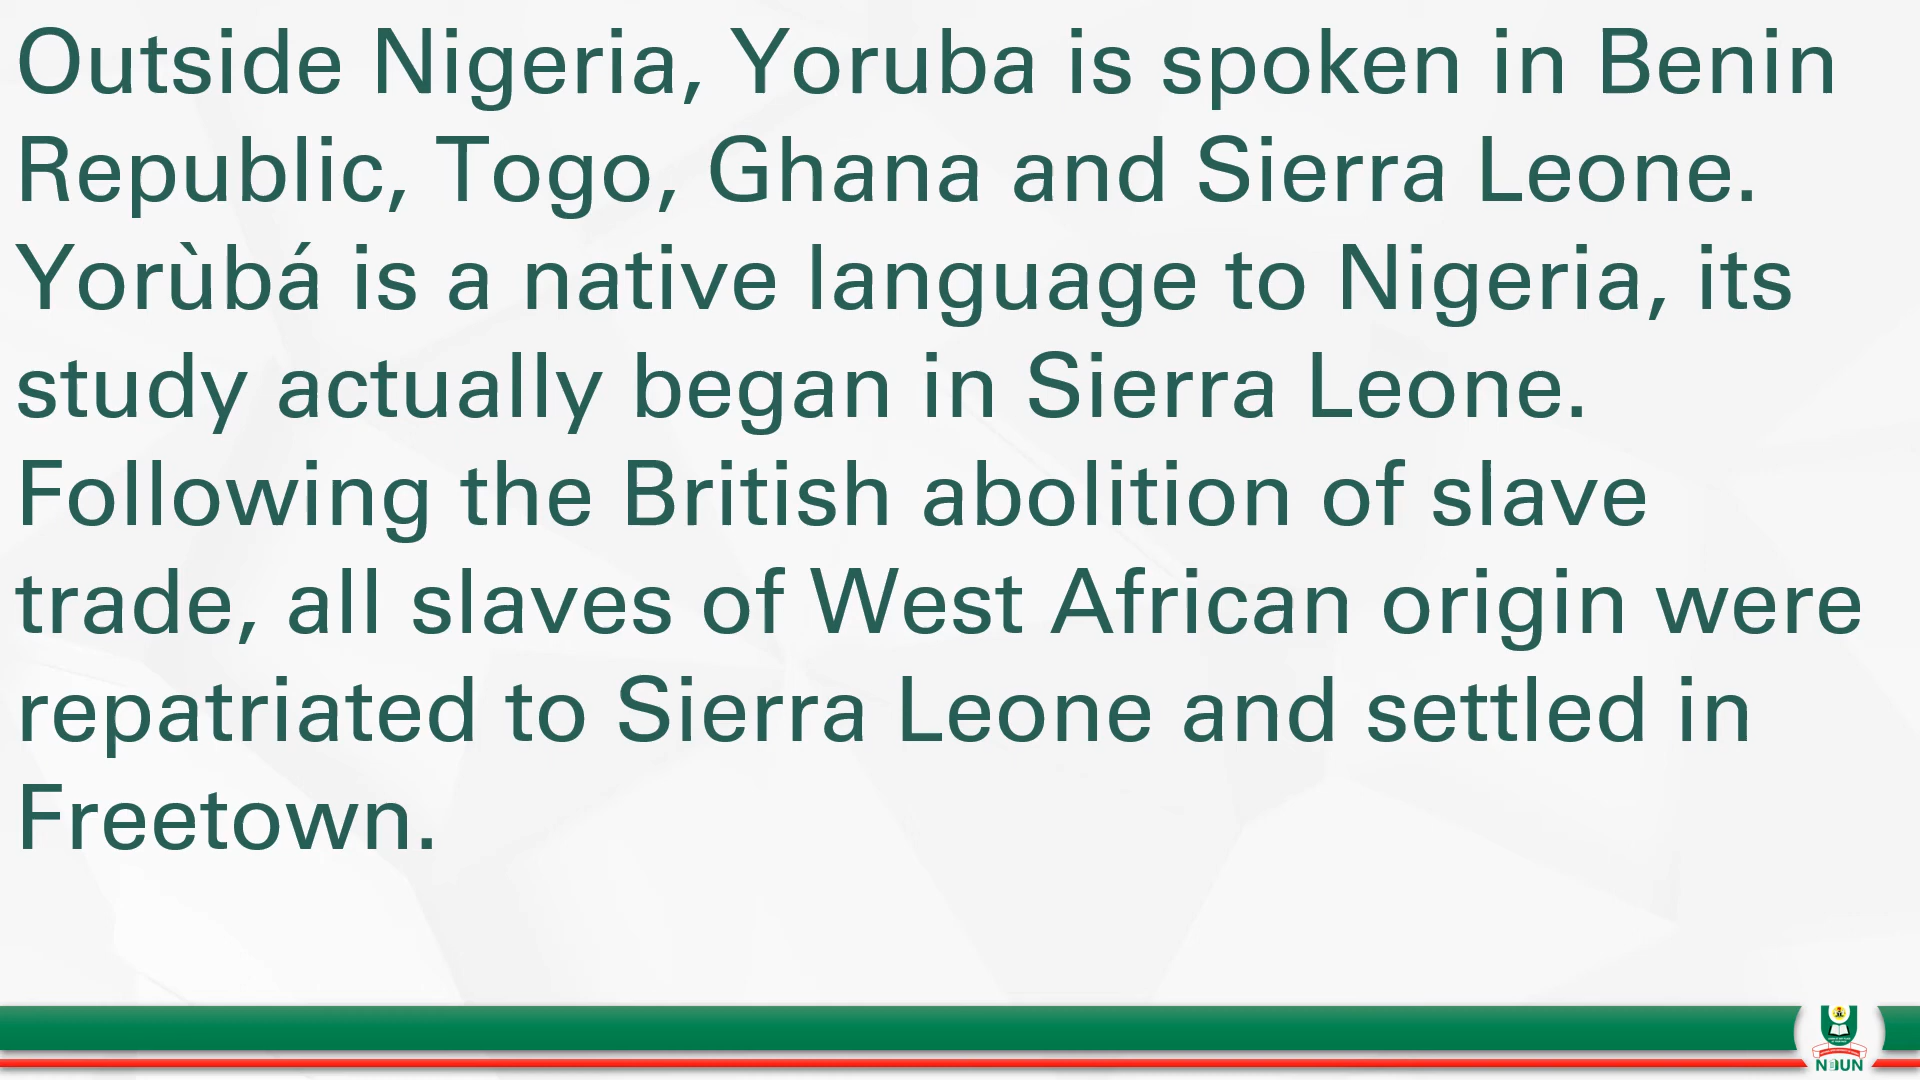 Outside Nigeria, Yoruba is spoken in Benin
Republic, Togo, Ghana and Sierra Leone.
Yorùbá is a native language to Nigeria, its
study actually began in Sierra Leone.
Following the British abolition of slave
trade, all slaves of West African origin were
repatriated to Sierra Leone and settled in
Freetown.
NOUN